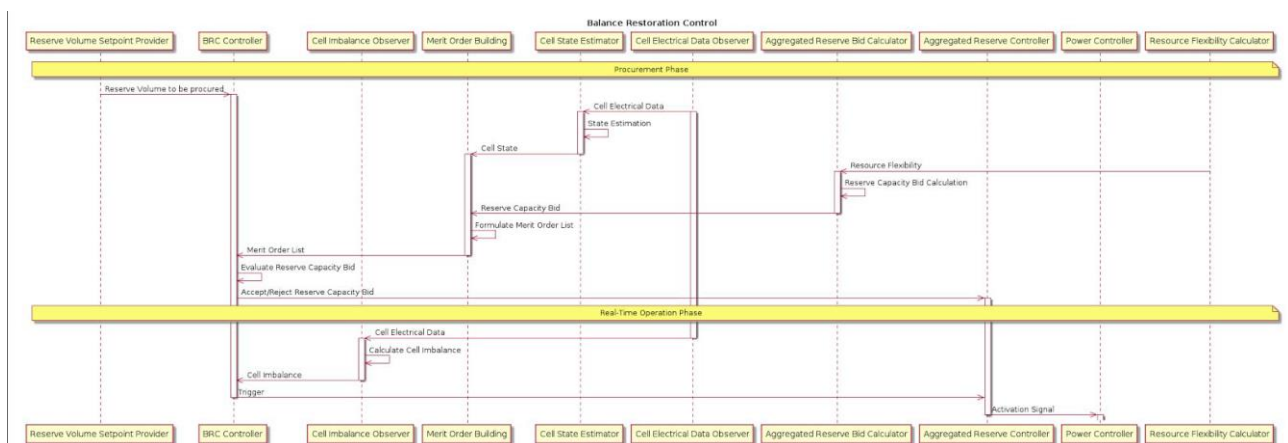 Balance Restoration Control
Reserve Volume Setpoint Provider
BRC Controller
Cell Imbalance Observer
Merit Order Building
Cell State Estimator
Cell Electrical Data Observer
Aggregated Reserve Bid Calculator
Aggregated Reserve Controller
Power Controller
Resource Flexibility Calculator
Procurement Phase
Reserve Volume to be procured
Cell Electrical Data
State Estimation
Cell State
Resource Flexibility
Reserve Capacity Bid Calculation
Reserve Capacity Bid
Formulate Merit Order List
Merit Order List
Evaluate Reserve Capacity Bid
Accept/Reject Reserve Capacity Bid
Real-Time Operation Phase
Cell Electrical Data
Calculate Cell Imbalance
Cell Imbalance
Trigger
Activation Signal
Reserve Volume Setpoint Provider
BRC Controller
Cell Imbalance Observer
Merit Order Building
Cell State Estimator
Cell Electrical Data Observer
Aggregated Reserve Bid Calculator
Aggregated Reserve Controller
Power Controller
Resource Flexibility Calculator